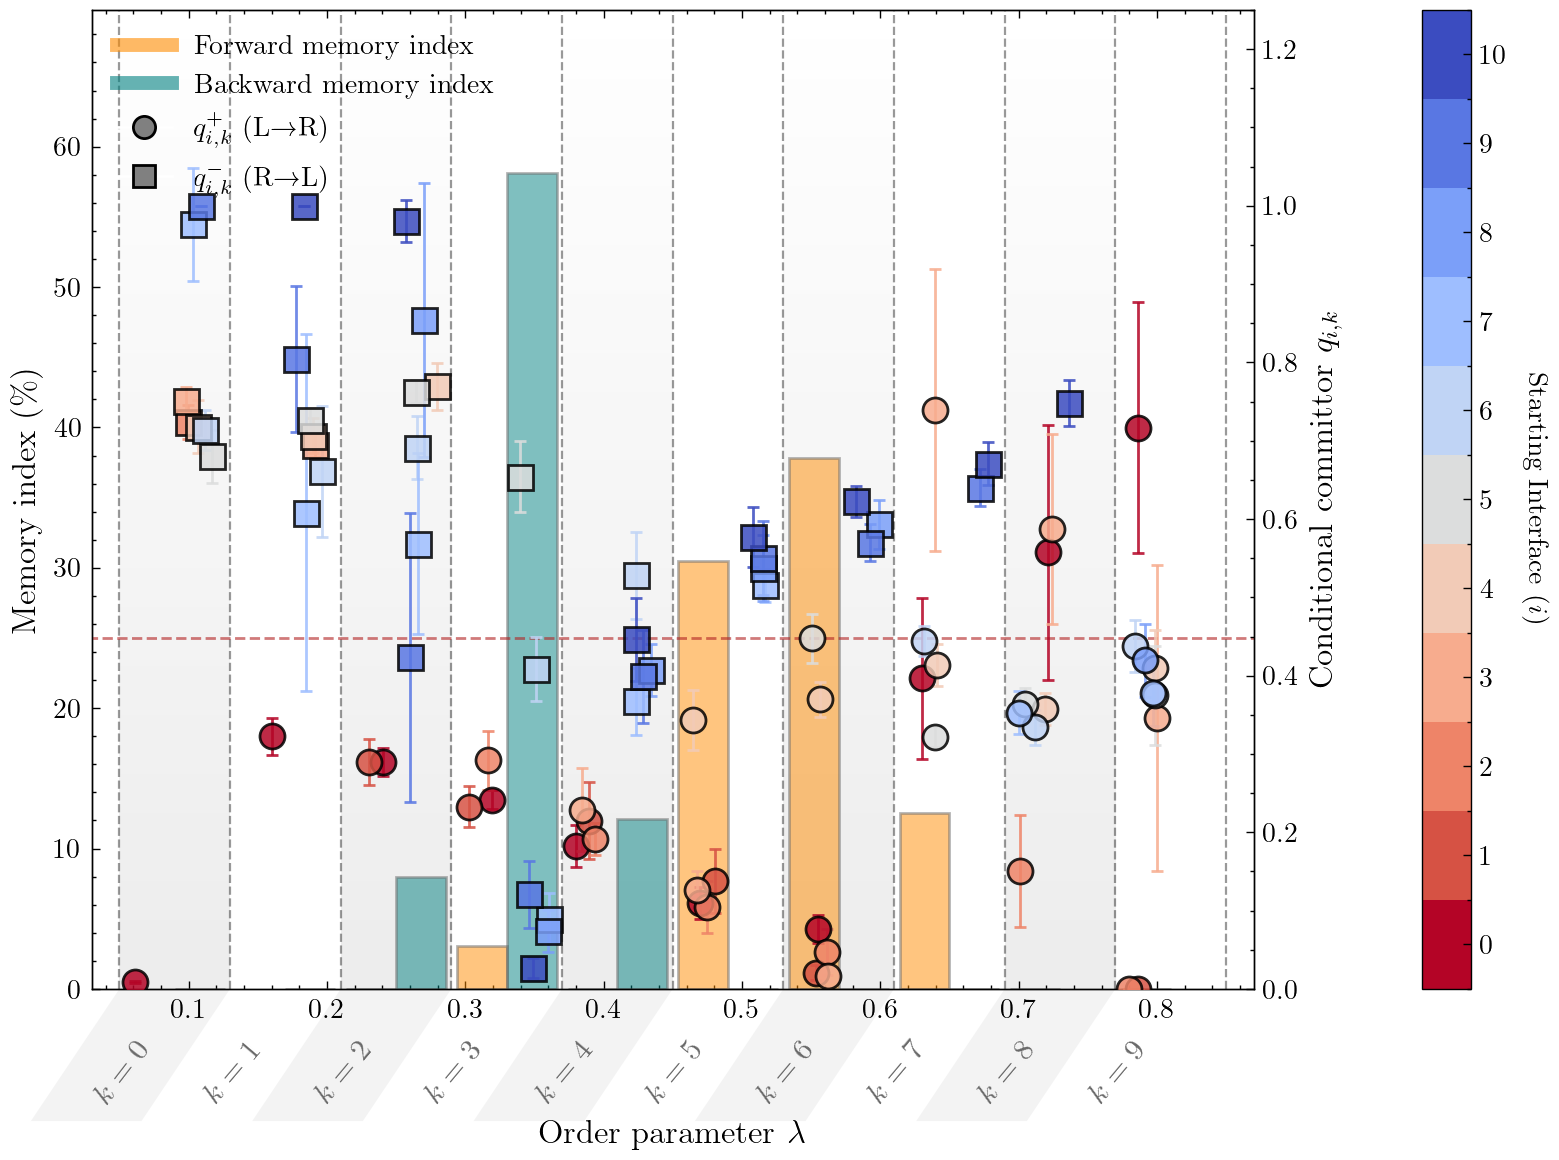 Forward memory index
Backward memory index
q⁺ᵢ,ₖ (L→R)
q⁻ᵢ,ₖ (R→L)
Memory index (%)
0
10
20
30
40
50
60
0.1
0.2
0.3
0.4
0.5
0.6
0.7
0.8
k = 0
k = 1
k = 2
k = 3
k = 4
k = 5
k = 6
k = 7
k = 8
k = 9
Order parameter λ
0.0
0.2
0.4
0.6
0.8
1.0
1.2
Conditional committor qᵢ,ₖ
10
9
8
7
6
5
4
3
2
1
0
Starting Interface (i)